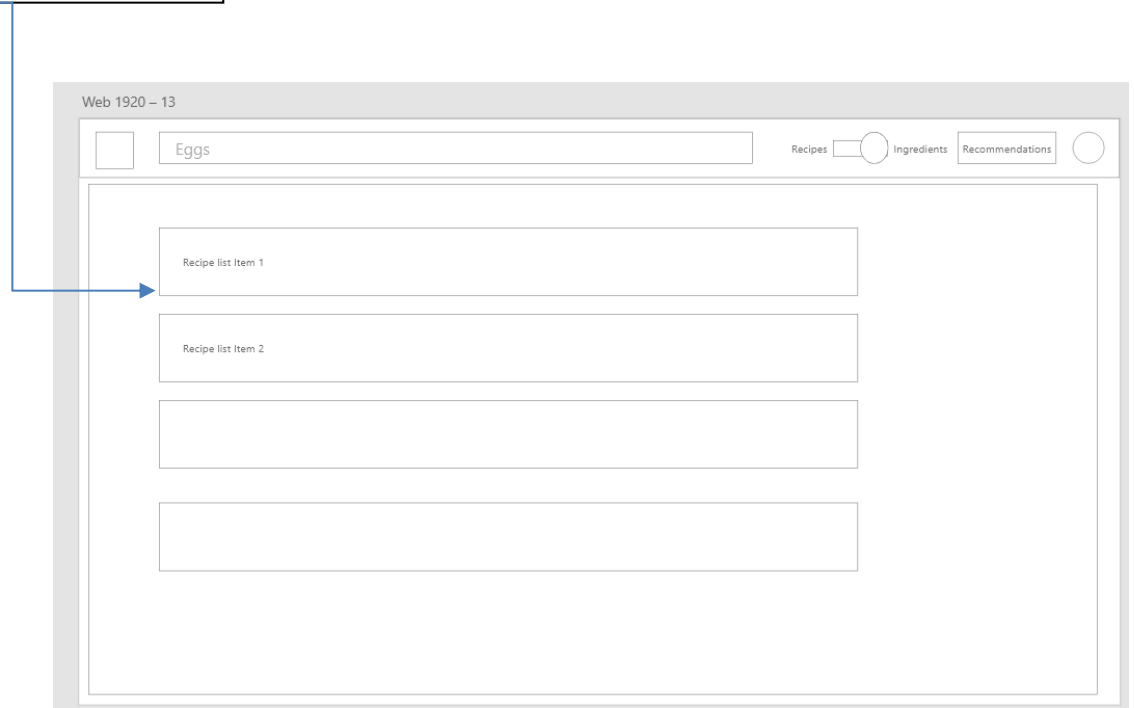 Web 1920 – 13
Eggs
Recipes Ingredients Recommendations
Recipe list Item 1
Recipe list Item 2